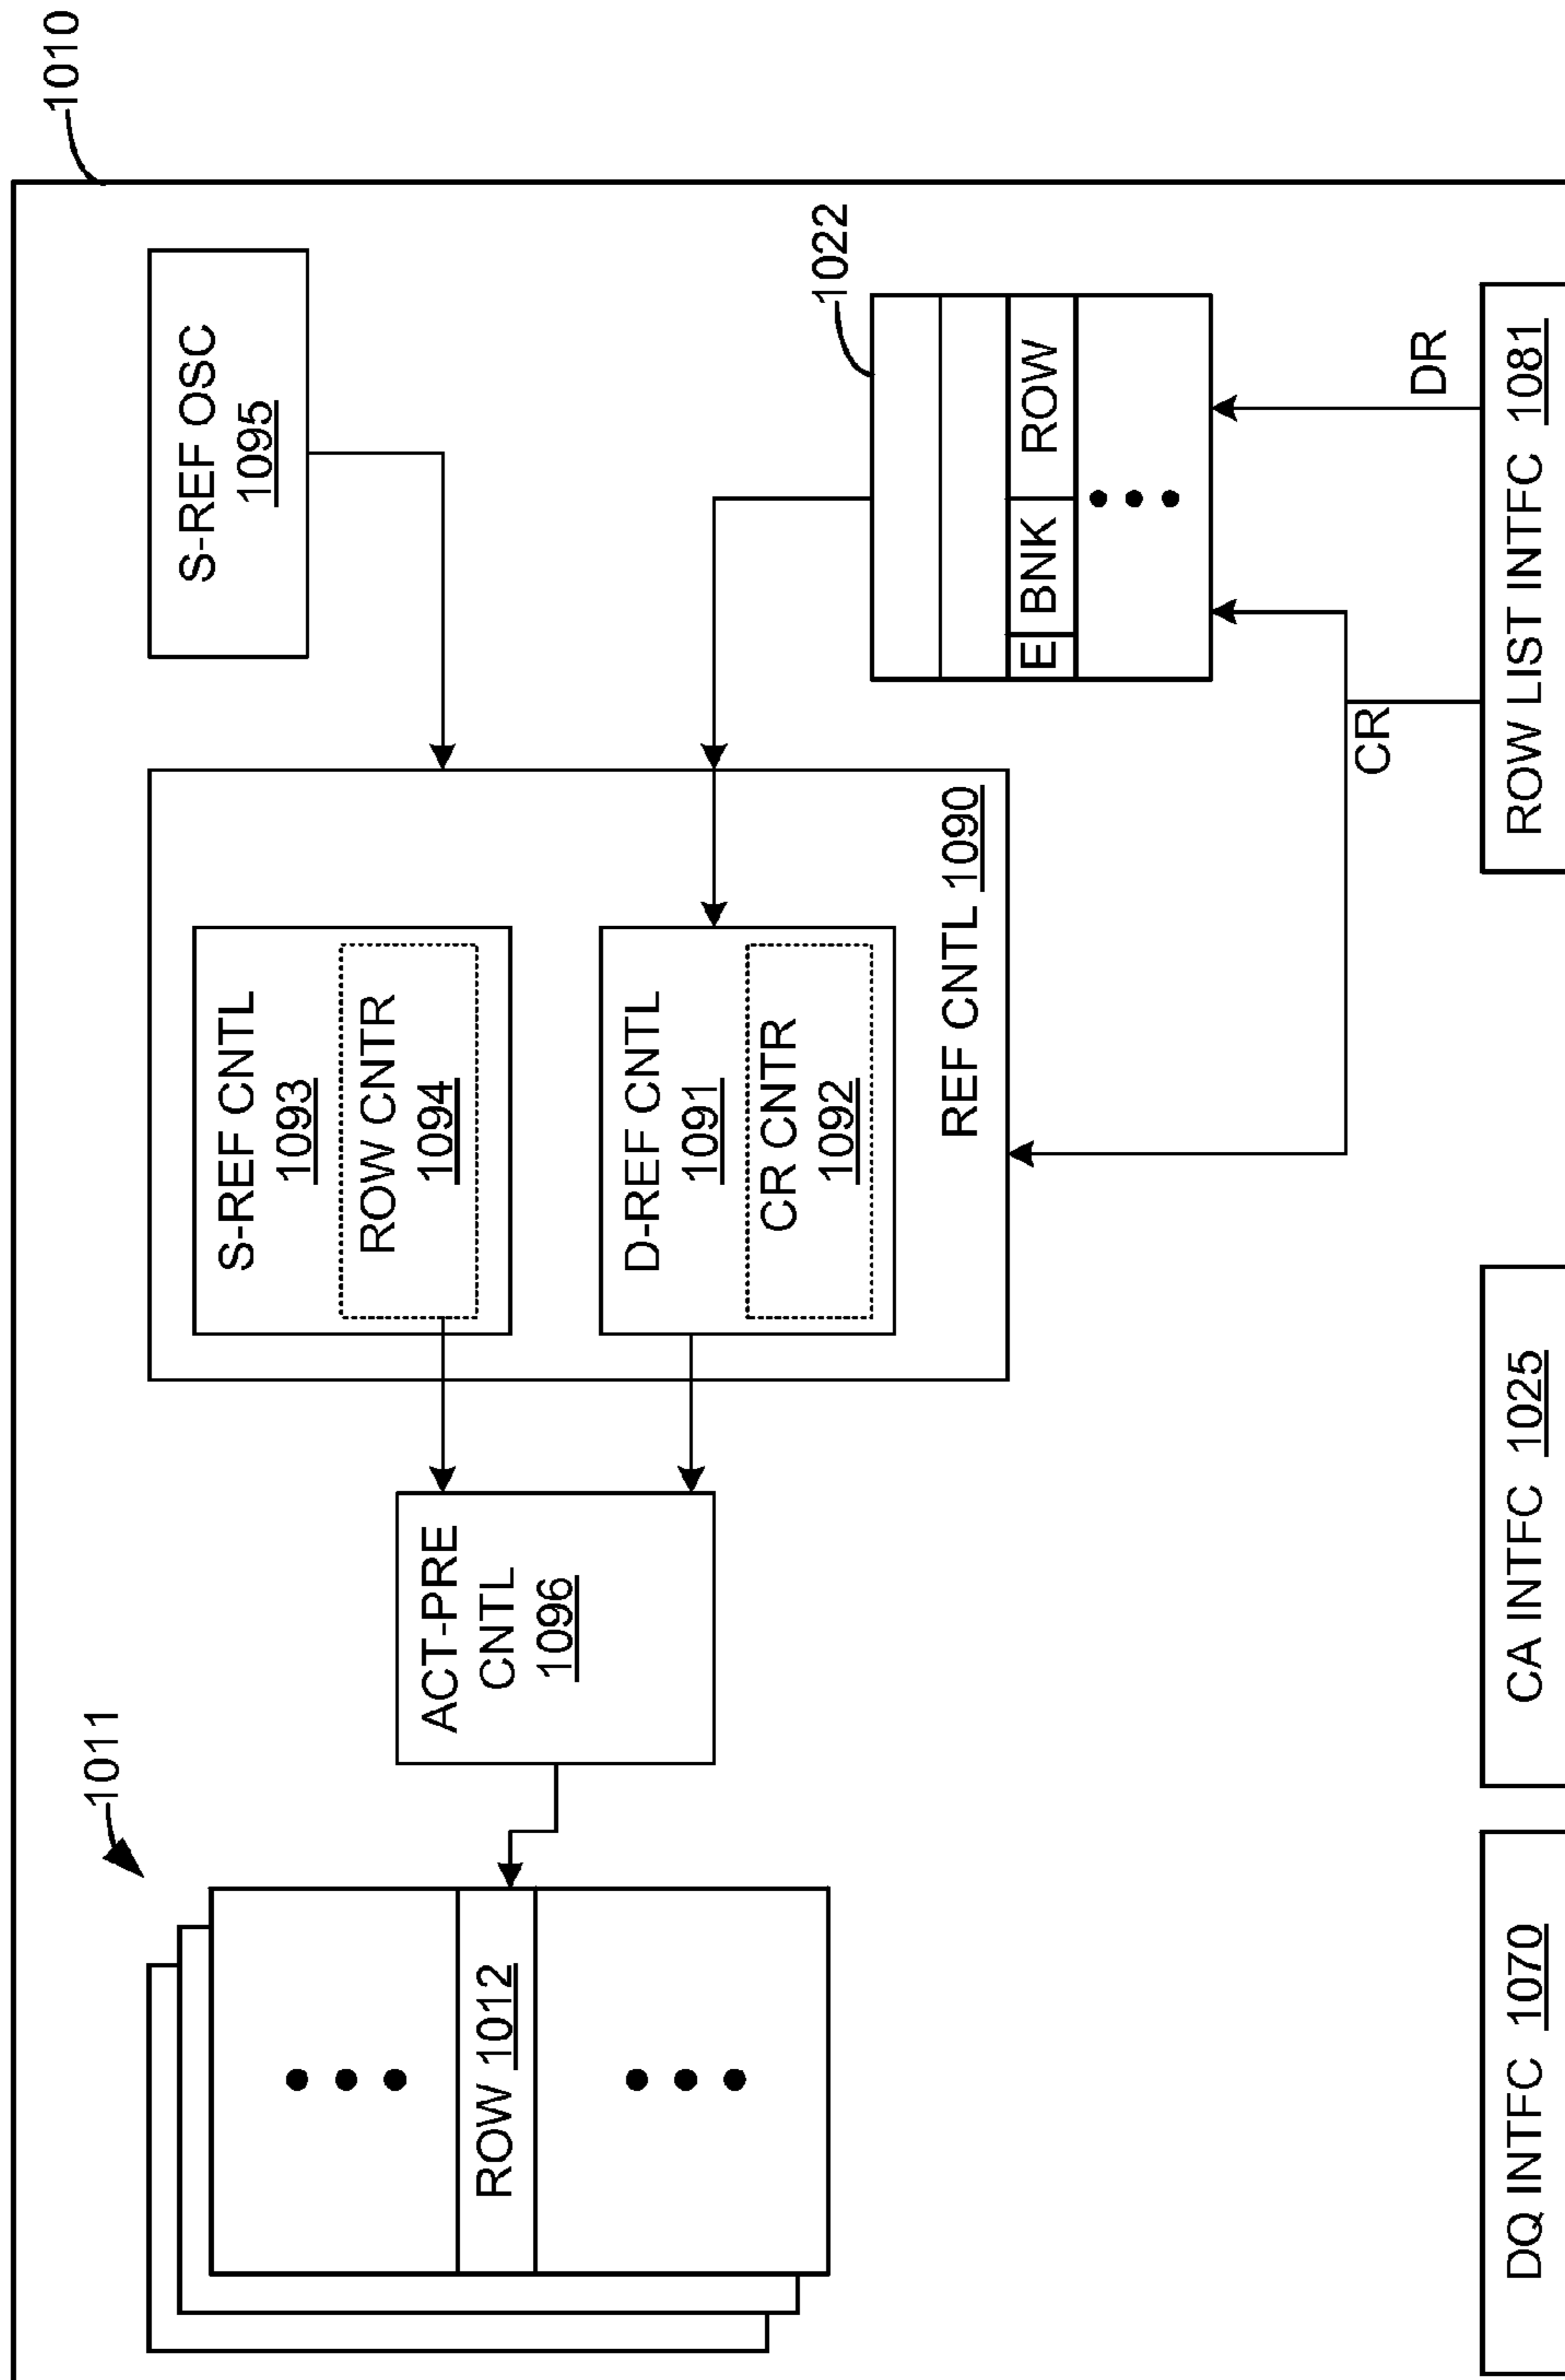 1010
1011
S-REF CNTL
1093
ROW CNTR
1094
S-REF OSC
1095
ACT-PRE
CNTL
1096
ROW 1012
D-REF CNTL
1091
CR CNTR
1092
REF CNTL 1090
1022
E BNK ROW
CR
DR
DQ INTFC 1070
CA INTFC 1025
ROW LIST INTFC 1081